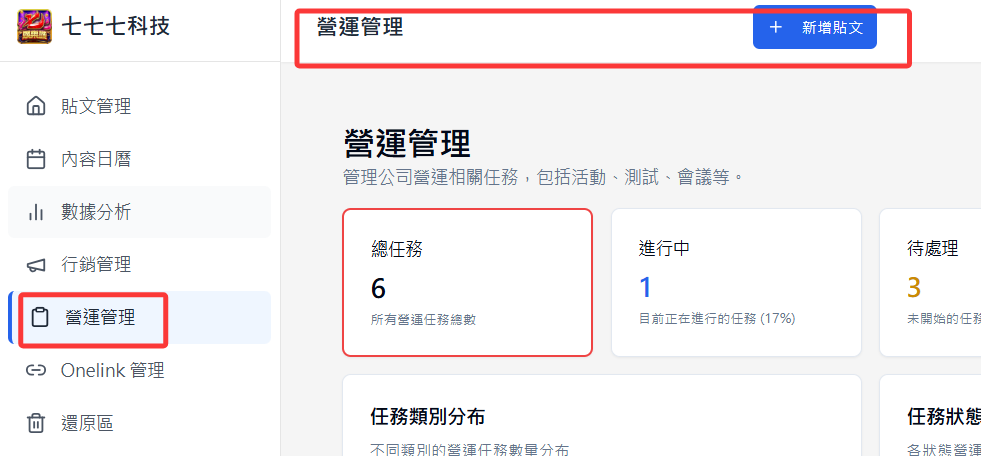 七七七科技
營運管理
＋ 新增貼文
貼文管理
內容日曆
數據分析
行銷管理
營運管理
Onelink 管理
還原區
營運管理
管理公司營運相關任務，包括活動、測試、會議等。
總任務
6
所有營運任務總數
進行中
1
目前正在進行的任務 (17%)
待處理
3
未開始的任務
任務類別分布
不同類別的營運任務數量分布
任務狀態
各狀態營運